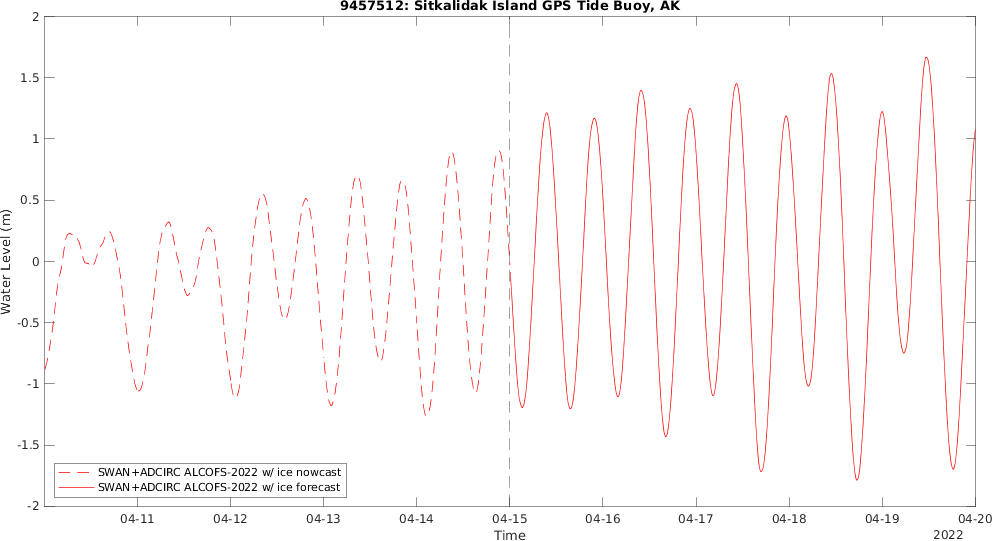 9457512: Sitkalidak Island GPS Tide Buoy, AK
2
1.5
1
0.5
0
-0.5
-1
-1.5
-2
Water Level (m)
SWAN+ADCIRC ALCOFS-2022 w/ ice nowcast
SWAN+ADCIRC ALCOFS-2022 w/ ice forecast
04-11 04-12 04-13 04-14 04-15 04-16 04-17 04-18 04-19 04-20
Time
2022